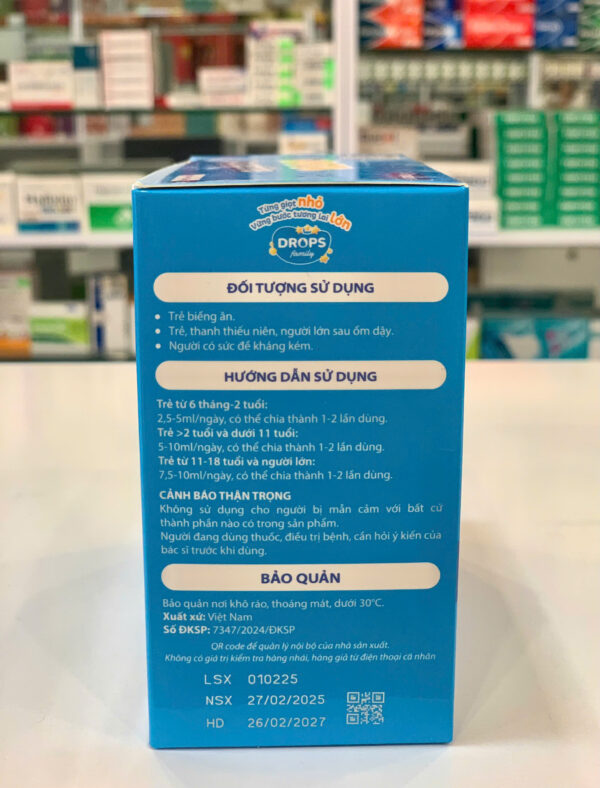 Từng giọt nhỏ
Vững bước tương lai lớn
DROPS
family
ĐỐI TƯỢNG SỬ DỤNG
• Trẻ biếng ăn.
• Trẻ, thanh thiếu niên, người lớn sau ốm dậy.
• Người có sức đề kháng kém.
HƯỚNG DẪN SỬ DỤNG
Trẻ từ 6 tháng-2 tuổi:
2,5-5ml/ngày, có thể chia thành 1-2 lần dùng.
Trẻ >2 tuổi và dưới 11 tuổi:
5-10ml/ngày, có thể chia thành 1-2 lần dùng.
Trẻ từ 11-18 tuổi và người lớn:
7,5-10ml/ngày, có thể chia thành 1-2 lần dùng.
CẢNH BÁO THẬN TRỌNG
Không sử dụng cho người bị mẫn cảm với bất cứ
thành phần nào có trong sản phẩm.
Người đang dùng thuốc, điều trị bệnh, cần hỏi ý kiến của
bác sĩ trước khi dùng.
BẢO QUẢN
Bảo quản nơi khô ráo, thoáng mát, dưới 30°C.
Xuất xứ: Việt Nam
Số ĐKSP: 7347/2024/ĐKSP
QR code để quản lý nội bộ của nhà sản xuất.
Không có giá trị kiểm tra hàng nhái, hàng giả từ điện thoại cá nhân
LSX 010225
NSX 27/02/2025
HD 26/02/2027